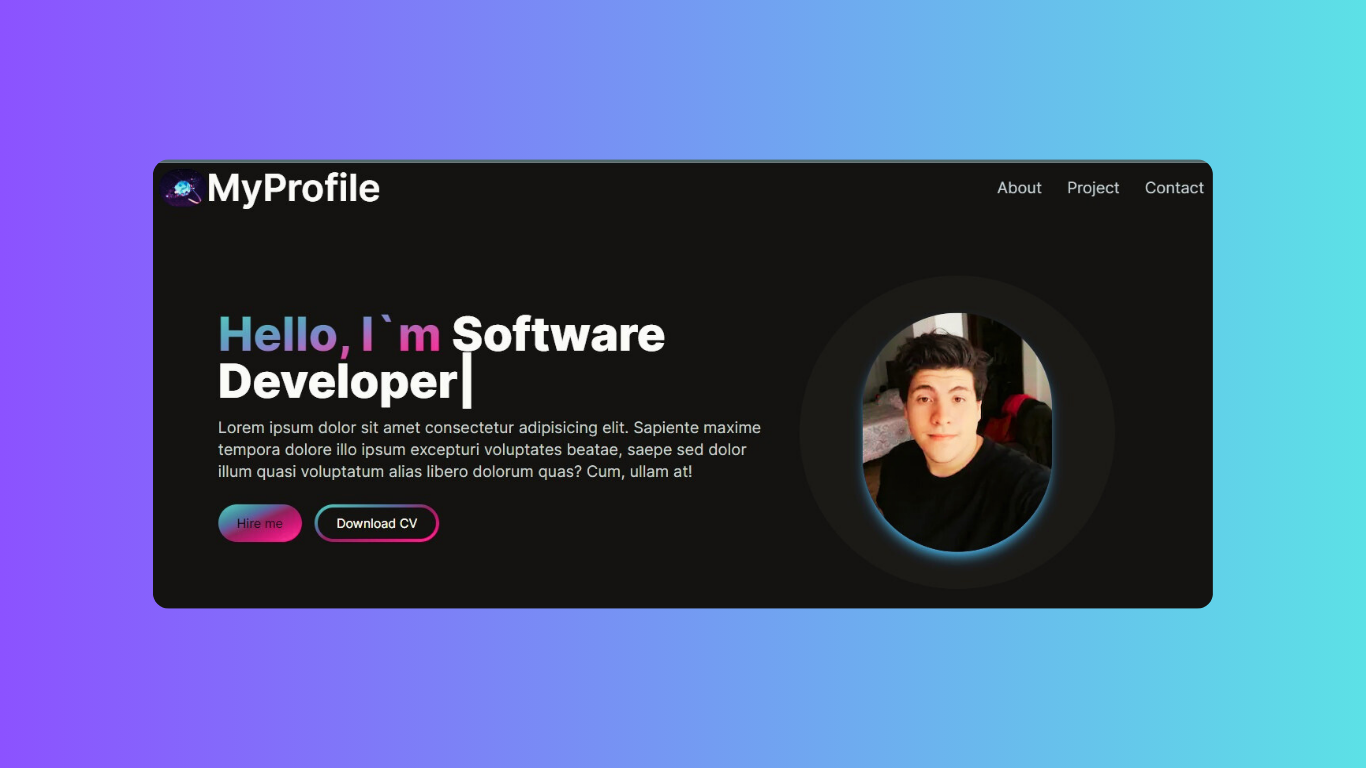 MyProfile
About Project Contact
Hello, I`m Software
Developer|
Lorem ipsum dolor sit amet consectetur adipisicing elit. Sapiente maxime
tempora dolore illo ipsum excepturi voluptates beatae, saepe sed dolor
illum quasi voluptatum alias libero dolorum quas? Cum, ullam at!
Hire me Download CV